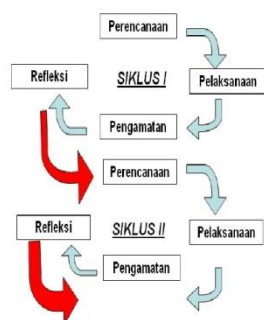 Perencanaan
Refleksi
SIKLUS I
Pelaksanaan
Pengamatan
Perencanaan
Refleksi
SIKLUS II
Pelaksanaan
Pengamatan